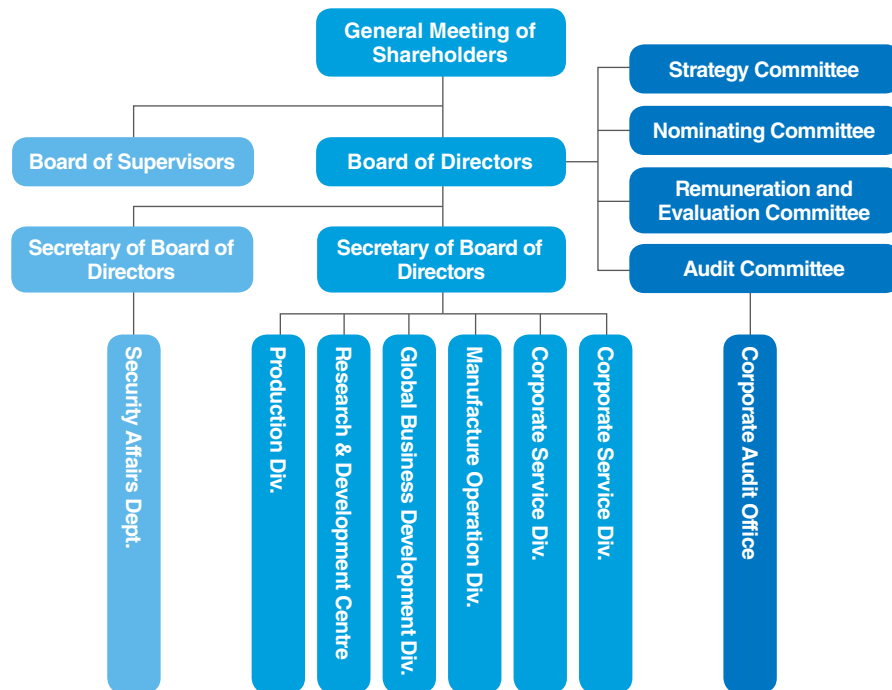 General Meeting of
Shareholders
Strategy Committee
Nominating Committee
Board of Supervisors
Board of Directors
Remuneration and
Evaluation Committee
Secretary of Board of
Directors
Secretary of Board of
Directors
Audit Committee
Security Affairs Dept.
Production Div.
Research & Development Centre
Global Business Development Div.
Manufacture Operation Div.
Corporate Service Div.
Corporate Service Div.
Corporate Audit Office